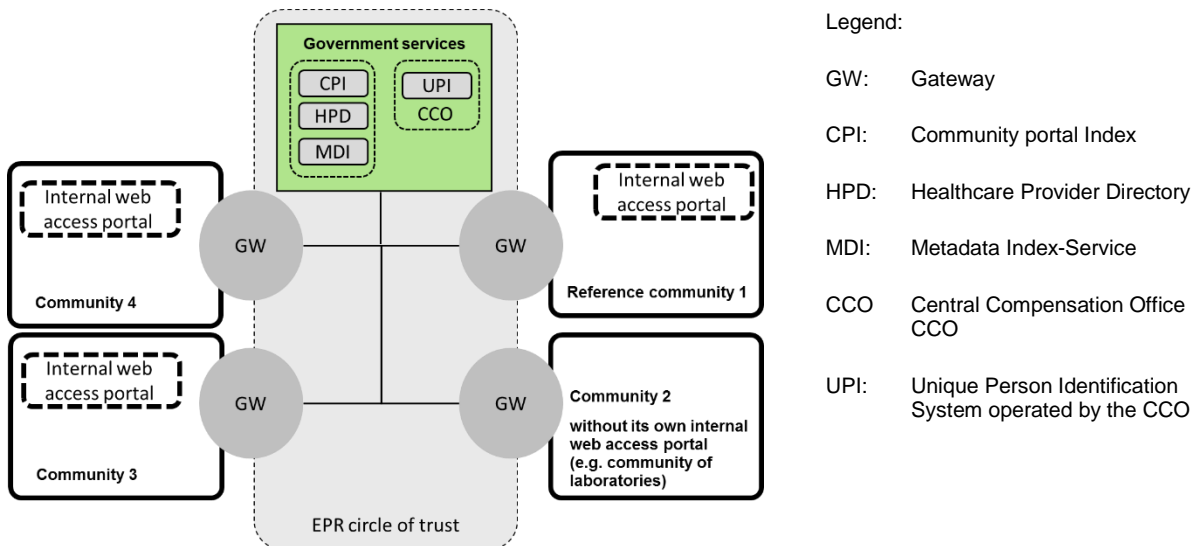 Government services
CPI
HPD
MDI
UPI
CCO
Internal web
access portal
Community 4
GW
GW
Internal web
access portal
Reference community 1
Internal web
access portal
Community 3
GW
GW
Community 2
without its own internal
web access portal
(e.g. community of
laboratories)
EPR circle of trust
Legend:
GW: Gateway
CPI: Community portal Index
HPD: Healthcare Provider Directory
MDI: Metadata Index-Service
CCO Central Compensation Office
CCO
UPI: Unique Person Identification
System operated by the CCO